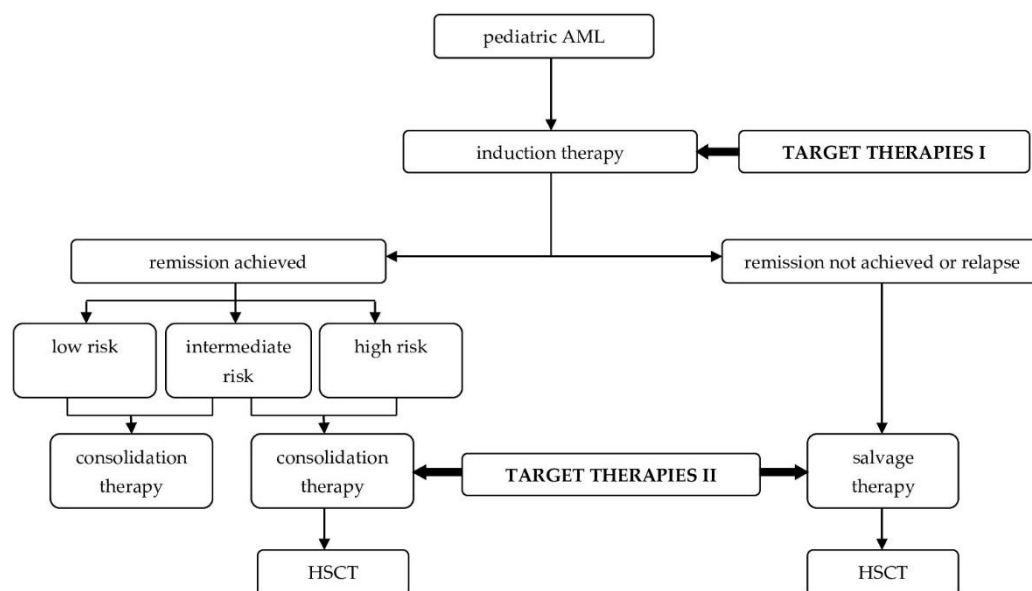 pediatric AML
induction therapy
TARGET THERAPIES I
remission achieved
remission not achieved or relapse
low risk
intermediate
risk
high risk
consolidation
therapy
consolidation
therapy
TARGET THERAPIES II
salvage
therapy
HSCT
HSCT